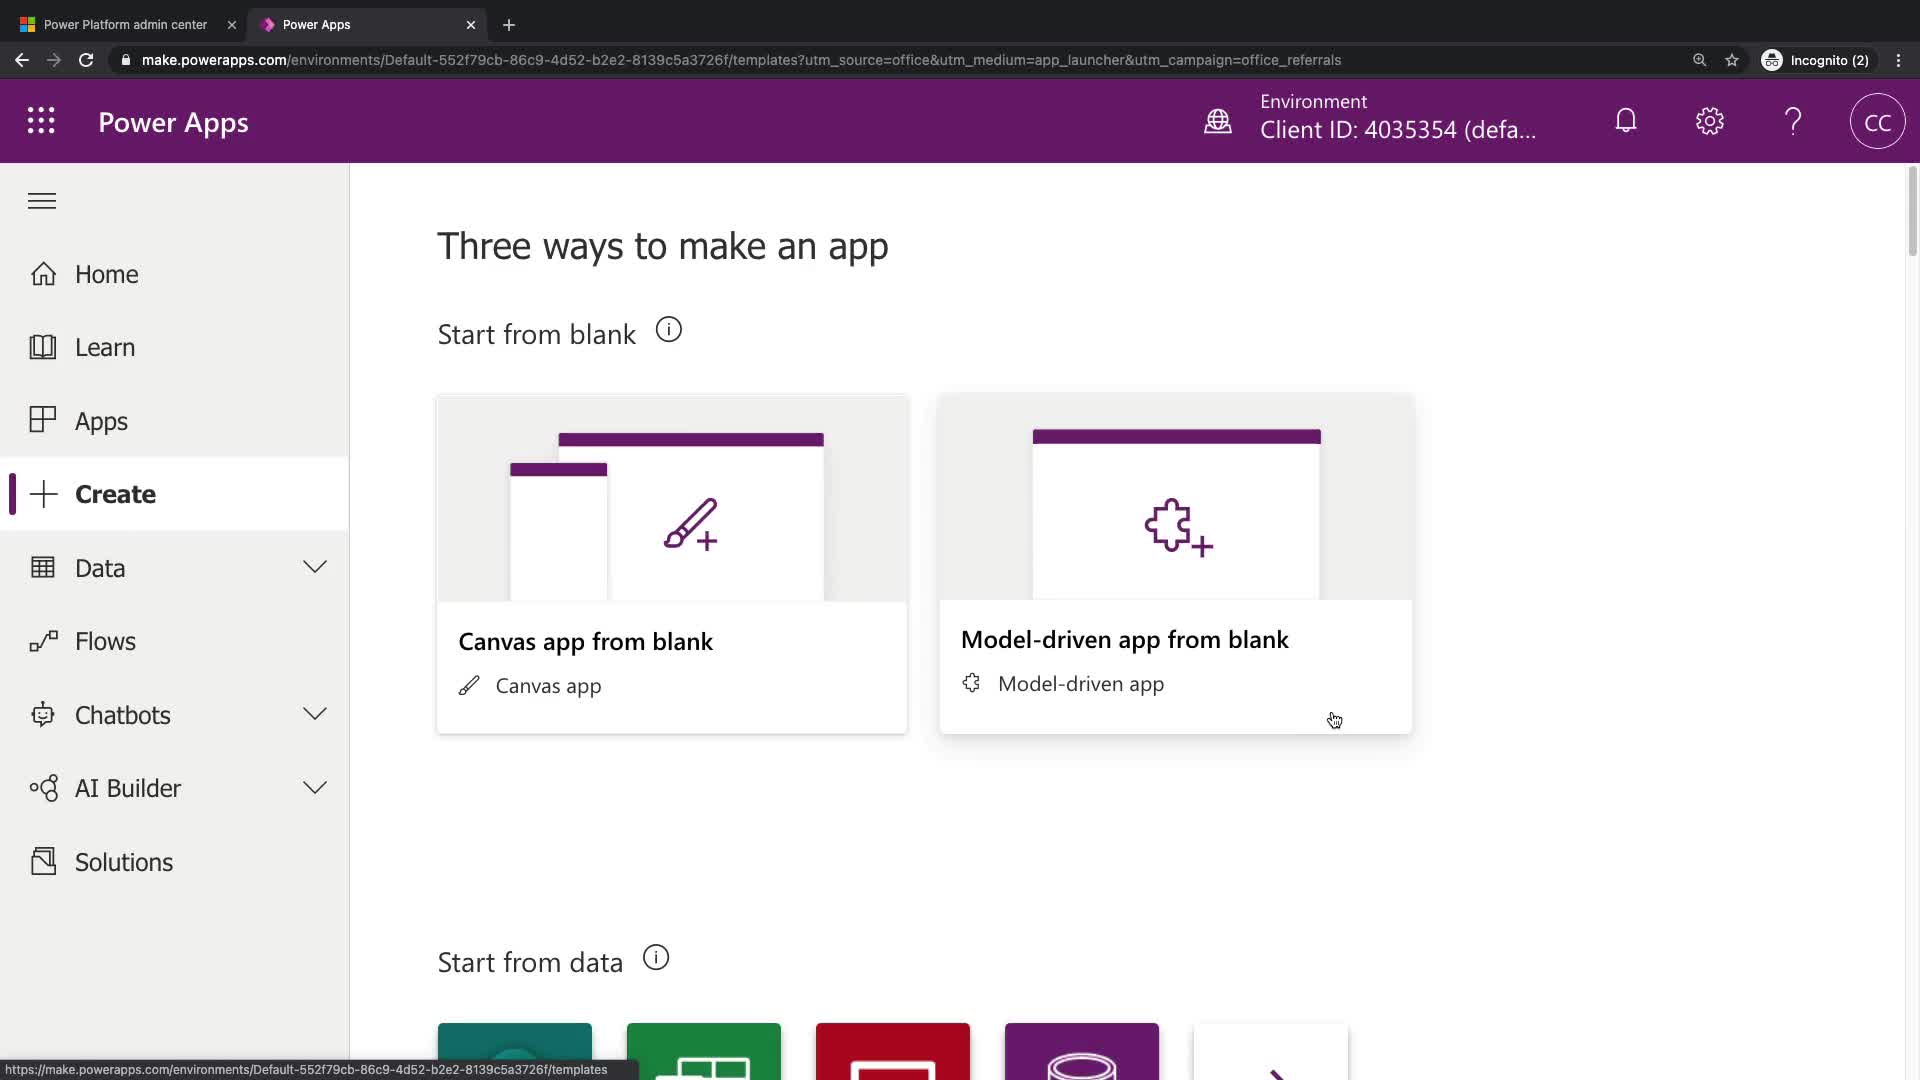 Power Platform admin center
Power Apps
make.powerapps.com/environments/Default-552f79cb-86c9-4d52-b2e2-8139c5a3726f/templates?utm_source=office&utm_medium=app_launcher&utm_campaign=office_referrals
Incognito (2)
Power Apps
Environment
Client ID: 4035354 (defa...
CC
Home
Learn
Apps
Create
Data
Flows
Chatbots
AI Builder
Solutions
Three ways to make an app
Start from blank
Canvas app from blank
Canvas app
Model-driven app from blank
Model-driven app
Start from data
https://make.powerapps.com/environments/Default-552f79cb-86c9-4d52-b2e2-8139c5a3726f/templates